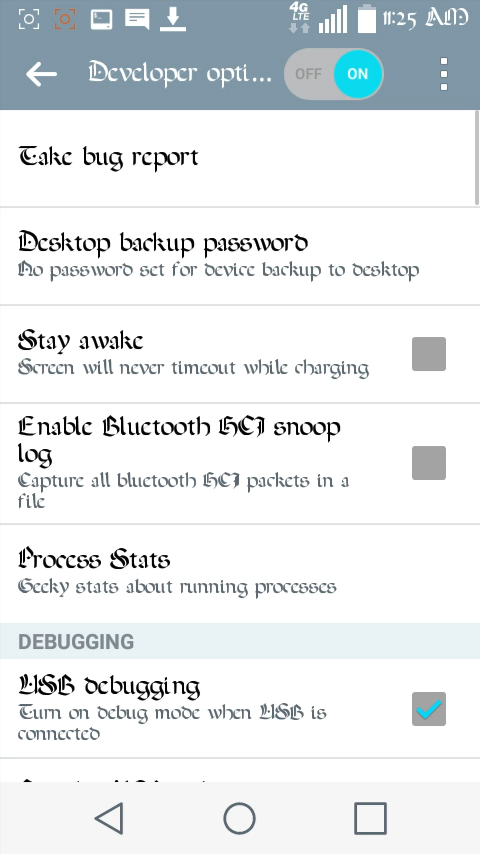 4G
LTE
11:25 AM
Developer opti...
OFF
ON
Take bug report
Desktop backup password
No password set for device backup to desktop
Stay awake
Screen will never timeout while charging
Enable Bluetooth HCI snoop
log
Capture all bluetooth HCI packets in a
file
Process Stats
Geeky stats about running processes
DEBUGGING
USB debugging
Turn on debug mode when USB is
connected